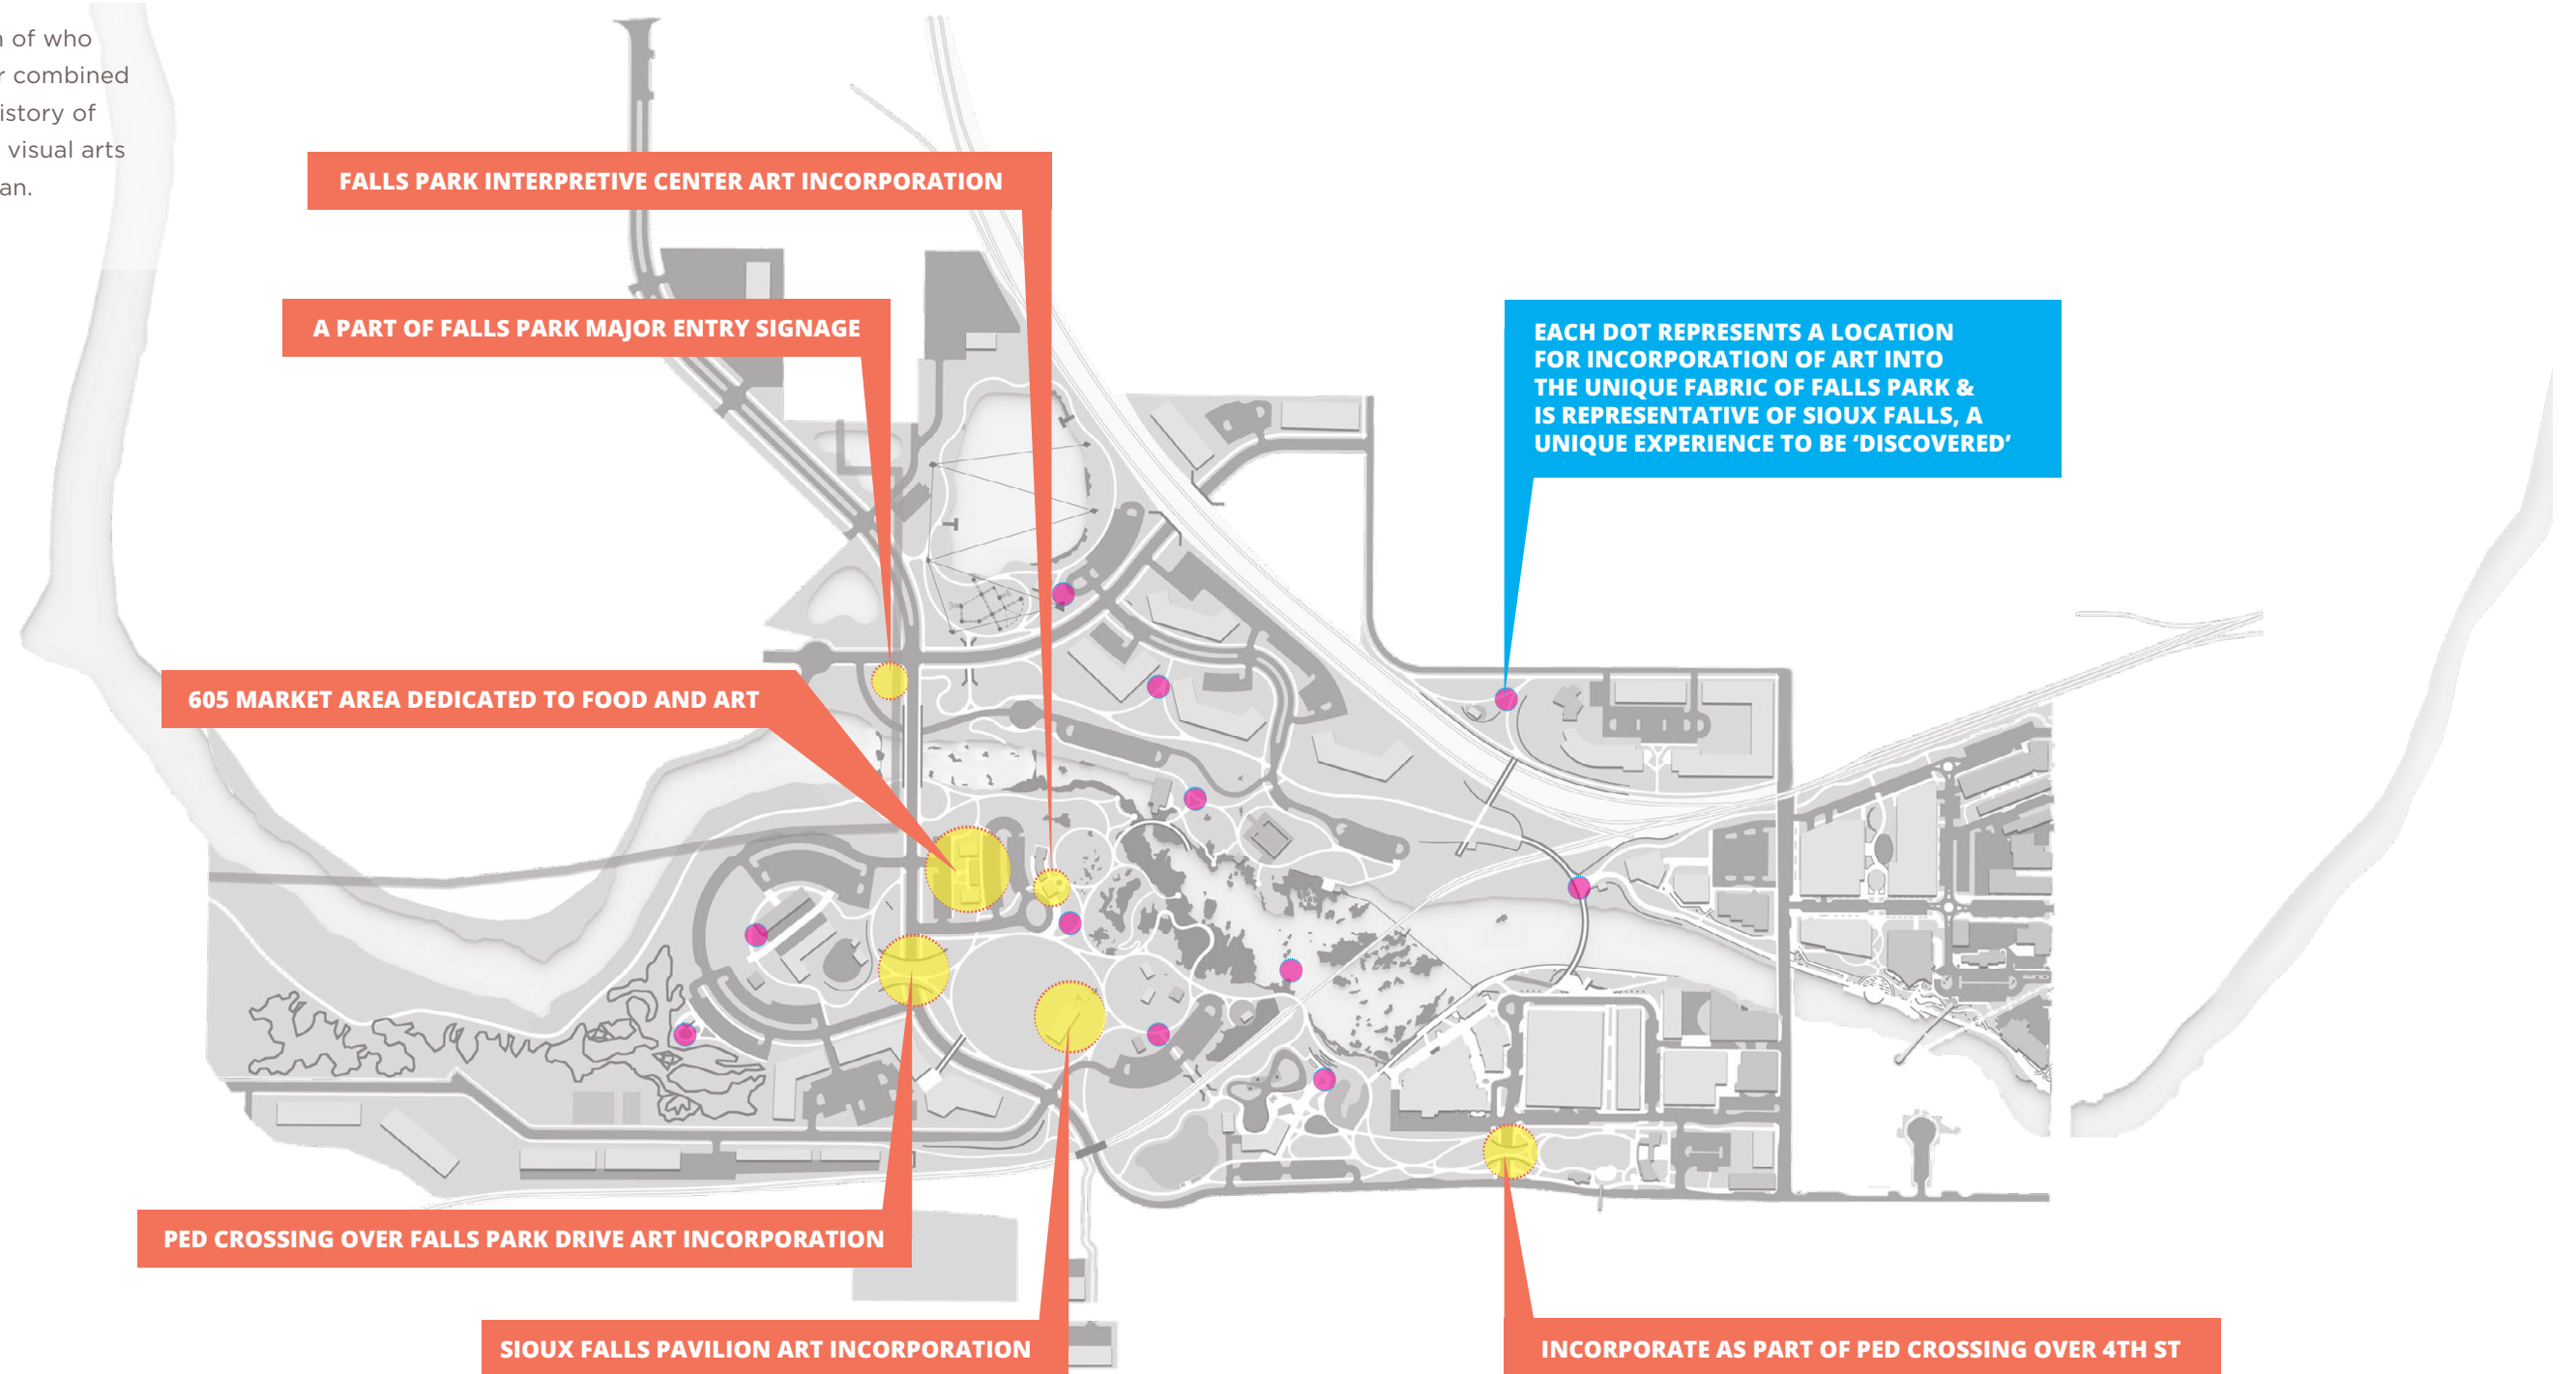 of who
combined
istory of
visual arts
an.
FALLS PARK INTERPRETIVE CENTER ART INCORPORATION
A PART OF FALLS PARK MAJOR ENTRY SIGNAGE
EACH DOT REPRESENTS A LOCATION
FOR INCORPORATION OF ART INTO
THE UNIQUE FABRIC OF FALLS PARK &
IS REPRESENTATIVE OF SIOUX FALLS, A
UNIQUE EXPERIENCE TO BE ‘DISCOVERED’
605 MARKET AREA DEDICATED TO FOOD AND ART
PED CROSSING OVER FALLS PARK DRIVE ART INCORPORATION
SIOUX FALLS PAVILION ART INCORPORATION
INCORPORATE AS PART OF PED CROSSING OVER 4TH ST